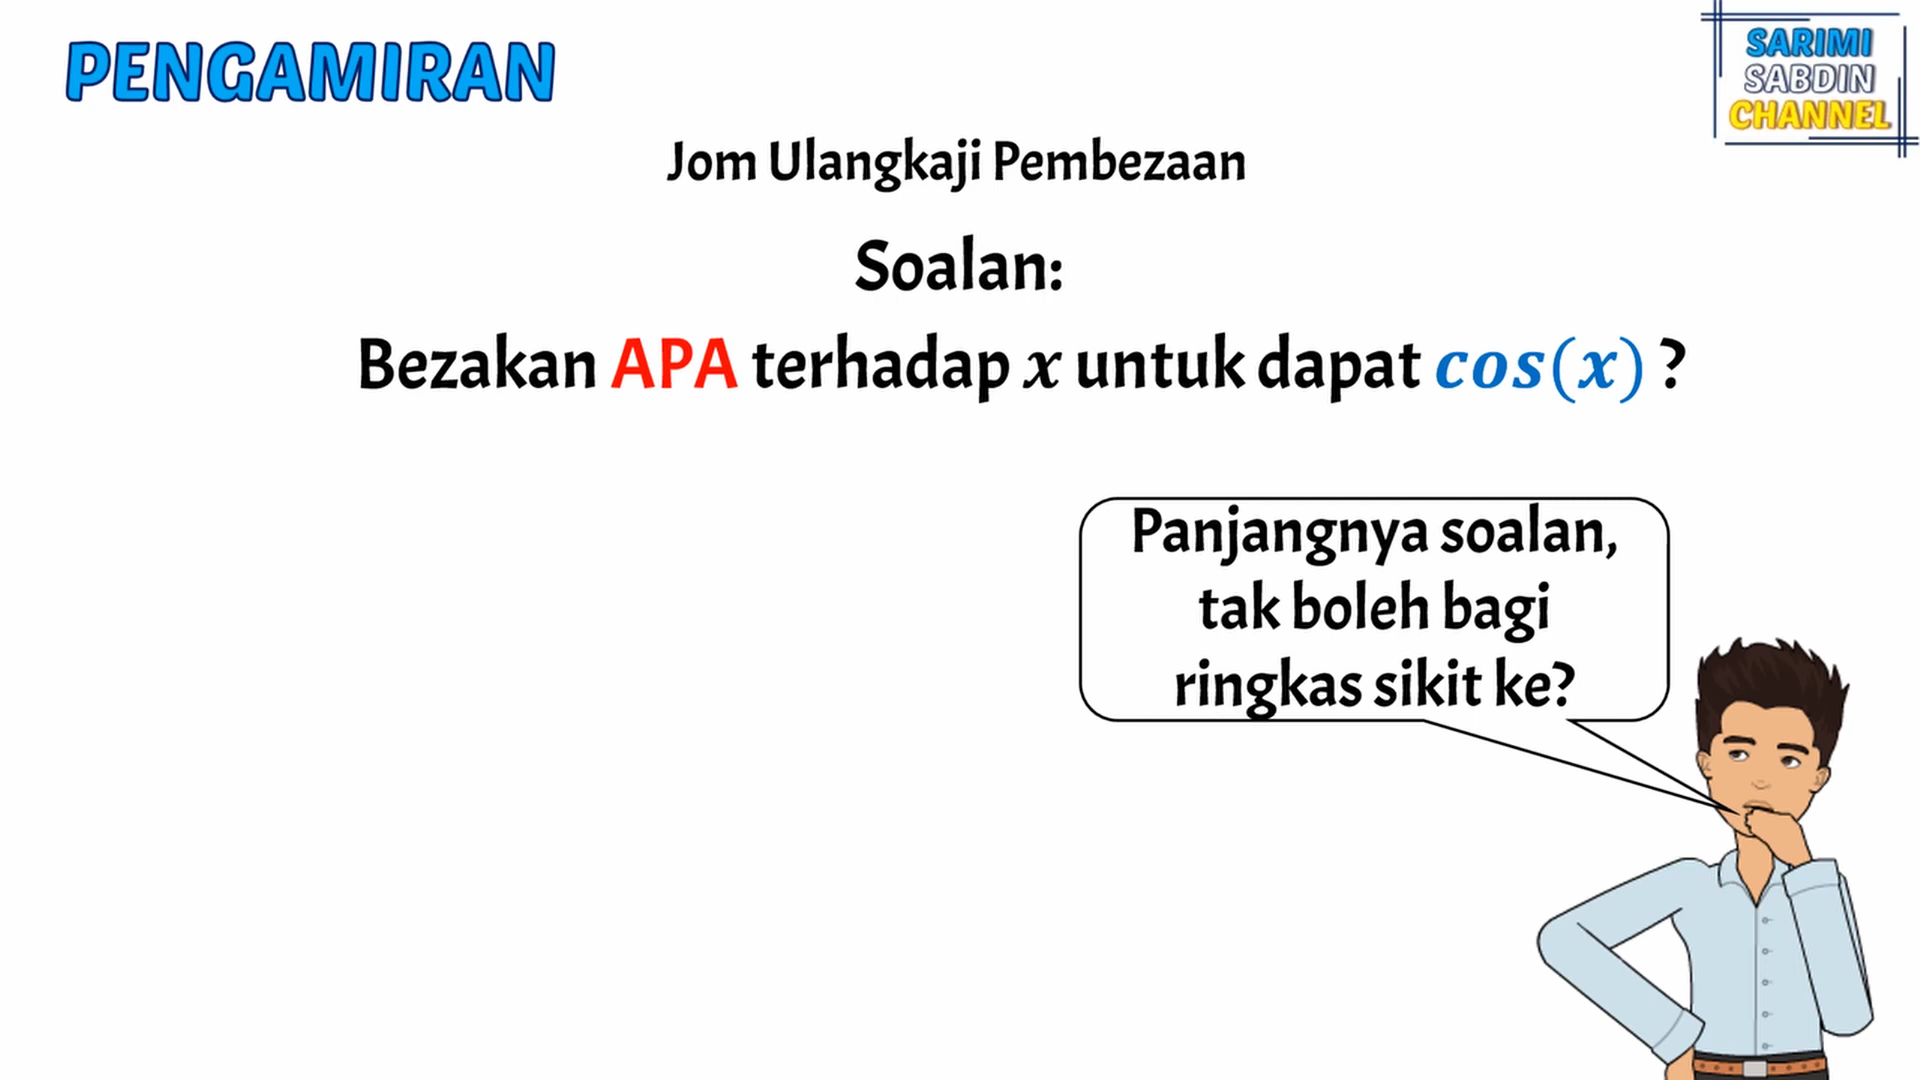 PENGAMIRAN
SARIMI
SABDIN
CHANNEL
Jom Ulangkaji Pembezaan
Soalan:
Bezakan APA terhadap x untuk dapat cos(x) ?
Panjangnya soalan,
tak boleh bagi
ringkas sikit ke?